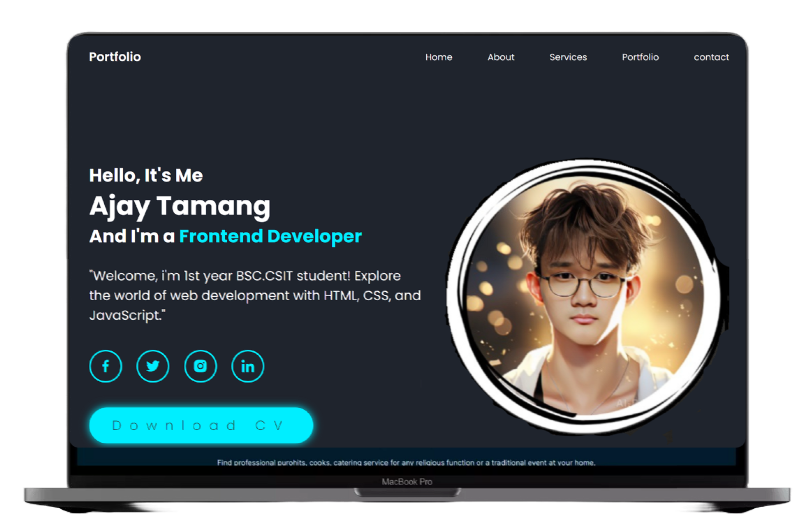 Portfolio
Home About Services Portfolio contact
Hello, It's Me
Ajay Tamang
And I'm a Frontend Developer
"Welcome, i'm 1st year BSC.CSIT student! Explore
the world of web development with HTML, CSS, and
JavaScript."
Download CV
Find professional purohits, cooks, catering service for any religious function or a traditional event at your home.
MacBook Pro